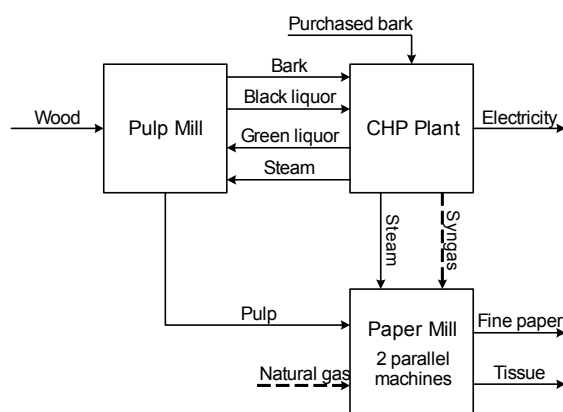 Purchased bark
Bark
Black liquor
Wood
Pulp Mill
CHP Plant
Electricity
Green liquor
Steam
Steam
Syngas
Pulp
Paper Mill
Fine paper
2 parallel
machines
Natural gas
Tissue